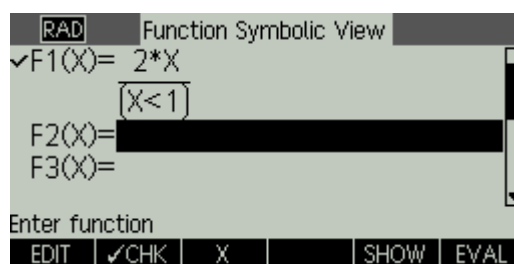 RAD Function Symbolic View
✓F1(X)= 2*X
(X<1)
F2(X)=
F3(X)=
Enter function
EDIT ✓CHK X SHOW EVAL